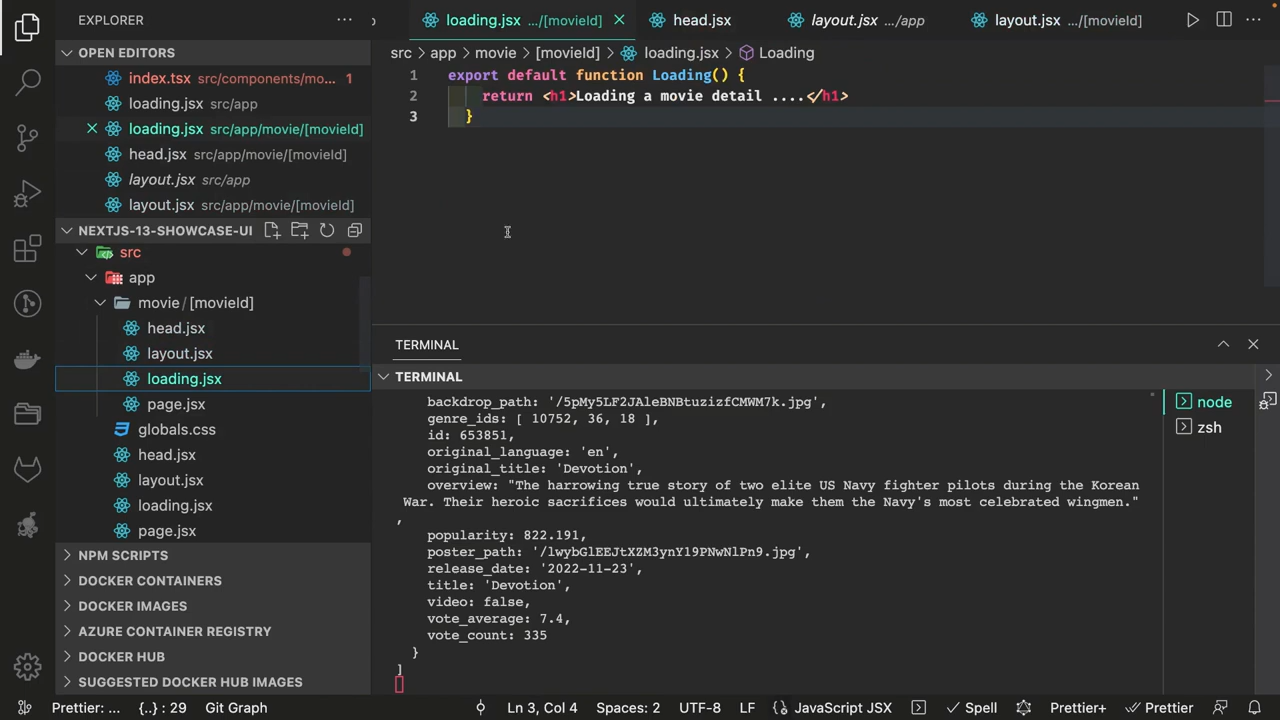 EXPLORER
loading.jsx .../[movieId]
head.jsx
layout.jsx .../app
layout.jsx .../[movieId]
OPEN EDITORS
index.tsx src/components/mo... 1
loading.jsx src/app
loading.jsx src/app/movie/[movieId]
head.jsx src/app/movie/[movieId]
layout.jsx src/app
layout.jsx src/app/movie/[movieId]
NEXTJS-13-SHOWCASE-UI
src
app
movie / [movieId]
head.jsx
layout.jsx
loading.jsx
page.jsx
globals.css
head.jsx
layout.jsx
loading.jsx
page.jsx
NPM SCRIPTS
DOCKER CONTAINERS
DOCKER IMAGES
AZURE CONTAINER REGISTRY
DOCKER HUB
SUGGESTED DOCKER HUB IMAGES
src > app > movie > [movieId] > loading.jsx > Loading
1 export default function Loading() {
2 return <h1>Loading a movie detail ....</h1>
3 }
TERMINAL
TERMINAL
backdrop_path: '/5pMy5LF2JAleBNBtuzizfCMWM7k.jpg',
genre_ids: [ 10752, 36, 18 ],
id: 653851,
original_language: 'en',
original_title: 'Devotion',
overview: "The harrowing true story of two elite US Navy fighter pilots during the Korean
War. Their heroic sacrifices would ultimately make them the Navy's most celebrated wingmen."
,
popularity: 822.191,
poster_path: '/lwybGlEEJtXZM3ynY19PNwNlPn9.jpg',
release_date: '2022-11-23',
title: 'Devotion',
video: false,
vote_average: 7.4,
vote_count: 335
}
]
node
zsh
Prettier: ...
{..} : 29
Git Graph
Ln 3, Col 4
Spaces: 2
UTF-8
LF
JavaScript JSX
Spell
Prettier+
Prettier